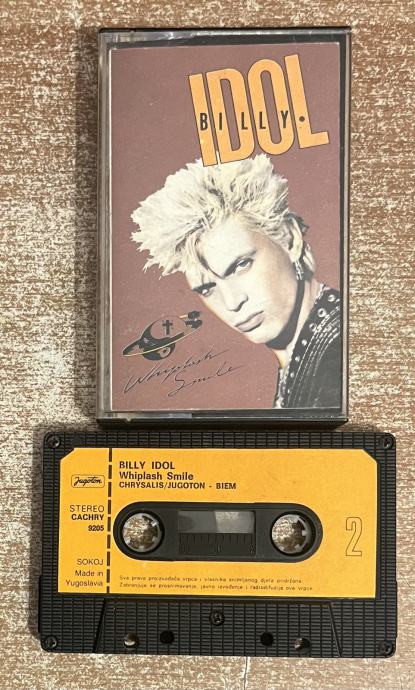 BILLY
IDOL
Whiplash
Smile
Jugoton
BILLY IDOL
Whiplash Smile
CHRYSALIS/JUGOTON - BIEM
STEREO
CACHRY
9205
2
SOKOJ
Made in
Yugoslavia
Sva prava proizvođača vrpce i vlasnika snimljenog djela pridržana.
Zabranjuje se presnimavanje, javno izvođenje i radiodifuzija ove vrpce